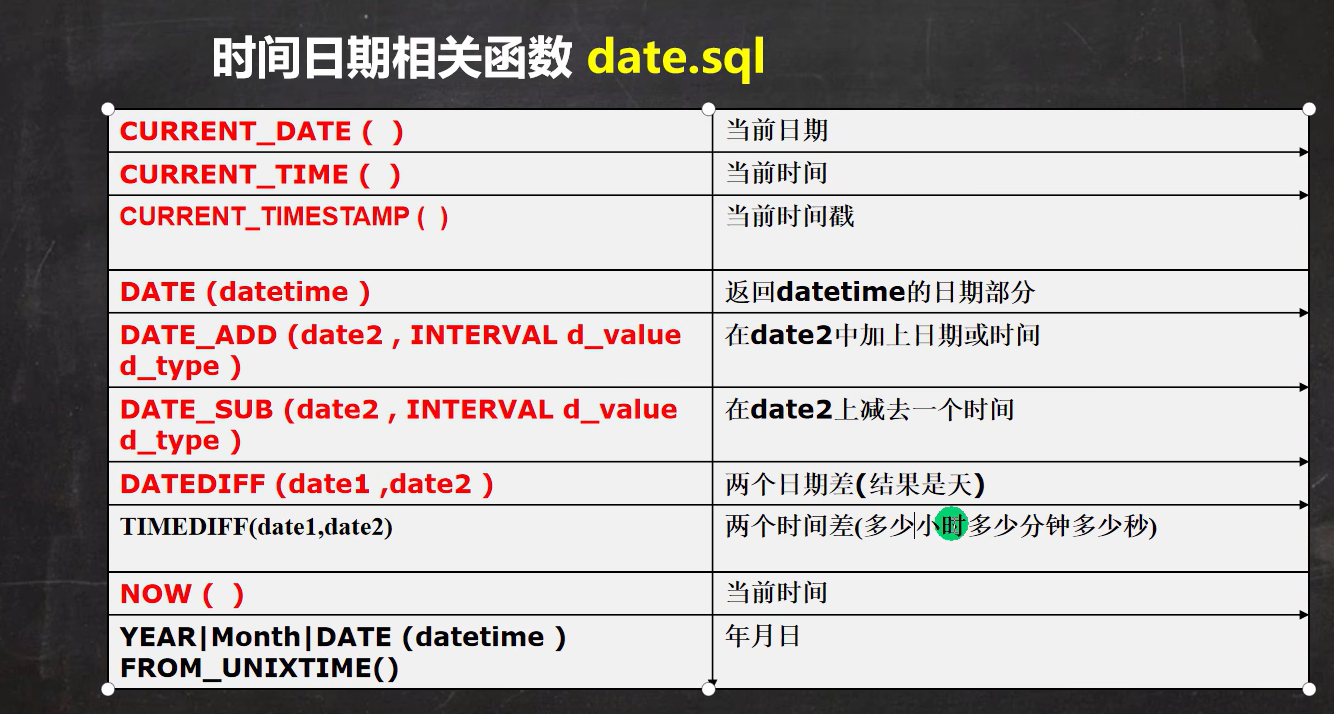 时间日期相关函数 date.sql
CURRENT_DATE (  )
当前日期
CURRENT_TIME (  )
当前时间
CURRENT_TIMESTAMP (  )
当前时间戳
DATE (datetime )
返回datetime的日期部分
DATE_ADD (date2 , INTERVAL d_value
d_type )
在date2中加上日期或时间
DATE_SUB (date2 , INTERVAL d_value
d_type )
在date2上减去一个时间
DATEDIFF (date1 ,date2 )
两个日期差(结果是天)
TIMEDIFF(date1,date2)
两个时间差(多少小时多少分钟多少秒)
NOW (  )
当前时间
YEAR|Month|DATE (datetime )
FROM_UNIXTIME()
年月日